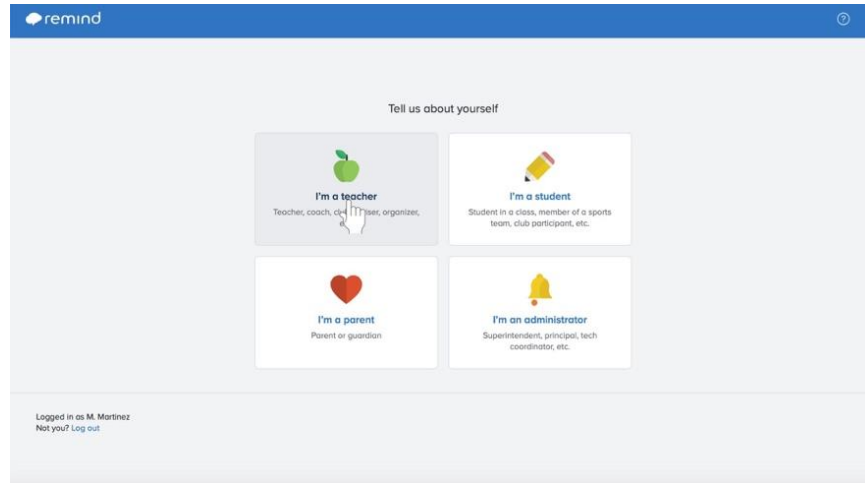 remind
Tell us about yourself
I'm a teacher
Teacher, coach, organizer,
I'm a student
Student in a class, member of a sports
team, club participant, etc.
I'm a parent
Parent or guardian
I'm an administrator
Superintendent, principal, tech
coordinator, etc.
Logged in as M. Martinez
Not you? Log out